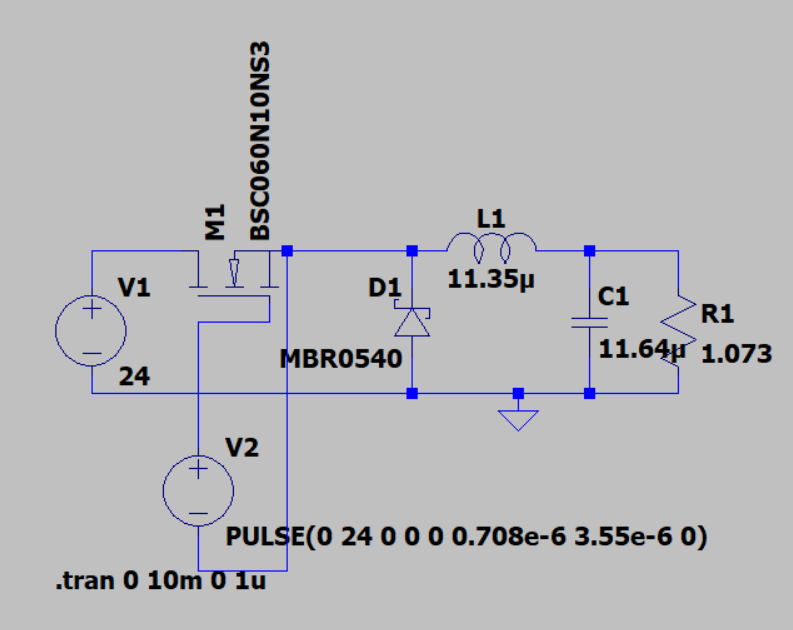 BSC060N10NS3
M1
L1
V1
D1
11.35µ
C1
R1
24
MBR0540
11.64µ
1.073
V2
PULSE(0 24 0 0 0 0.708e-6 3.55e-6 0)
.tran 0 10m 0 1u